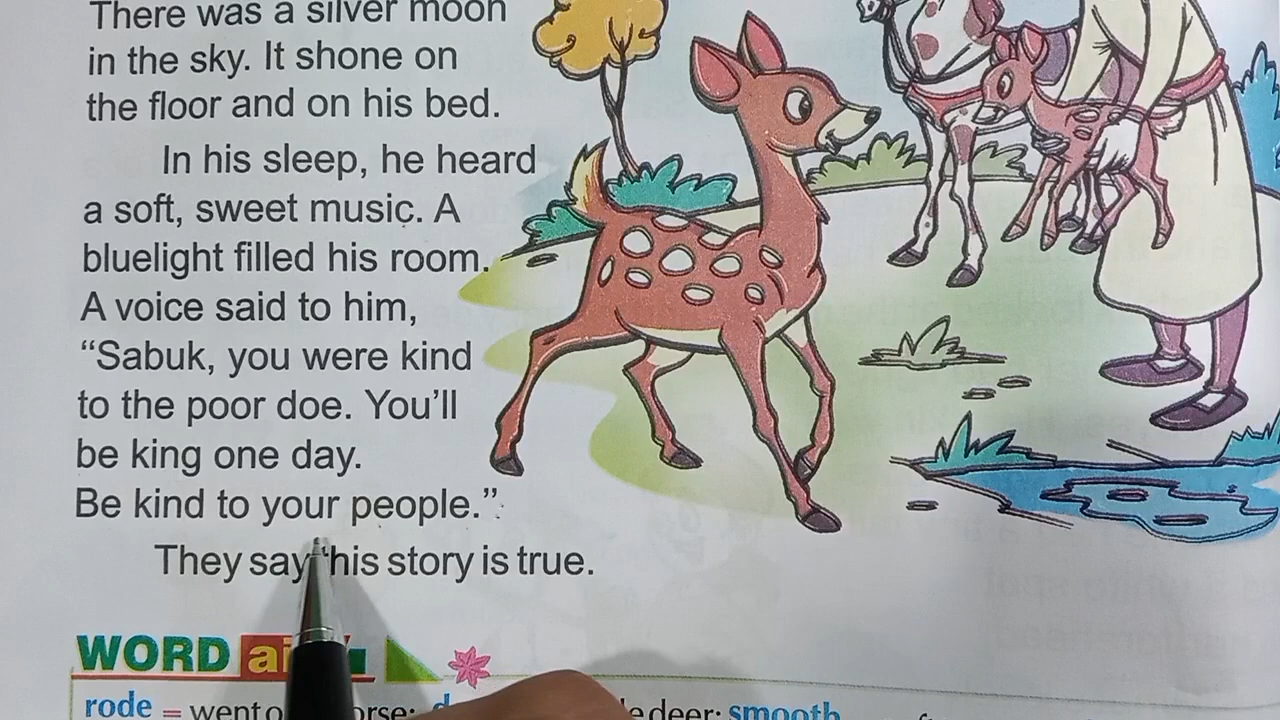 There was a silver moon
in the sky. It shone on
the floor and on his bed.
In his sleep, he heard
a soft, sweet music. A
bluelight filled his room.
A voice said to him,
“Sabuk, you were kind
to the poor doe. You’ll
be king one day.
Be kind to your people.”
They say this story is true.
WORD
rode = went o orse; deer; smooth